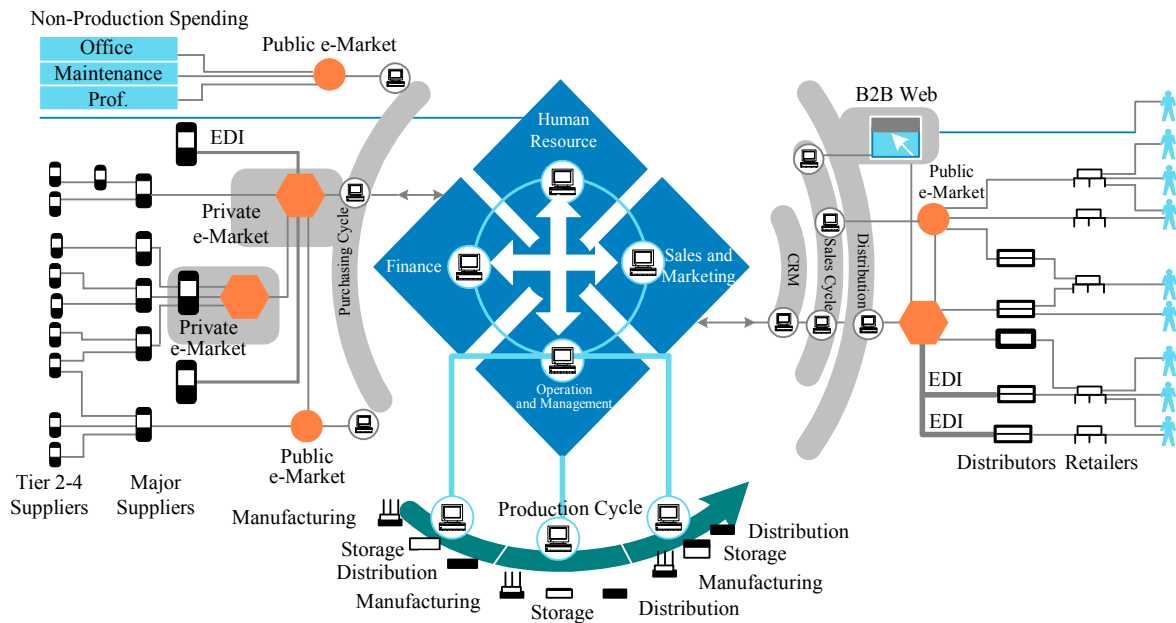 Non-Production Spending
Office
Maintenance
Prof.
Public e-Market
EDI
Private
e-Market
Private
e-Market
Public
e-Market
Tier 2-4
Suppliers
Major
Suppliers
Purchasing Cycle
Human
Resource
Finance
Sales and
Marketing
Operation
and Management
CRM
Sales Cycle
Distribution
B2B Web
Public
e-Market
EDI
EDI
Distributors
Retailers
Production Cycle
Manufacturing
Storage
Distribution
Manufacturing
Storage
Distribution
Manufacturing
Storage
Distribution